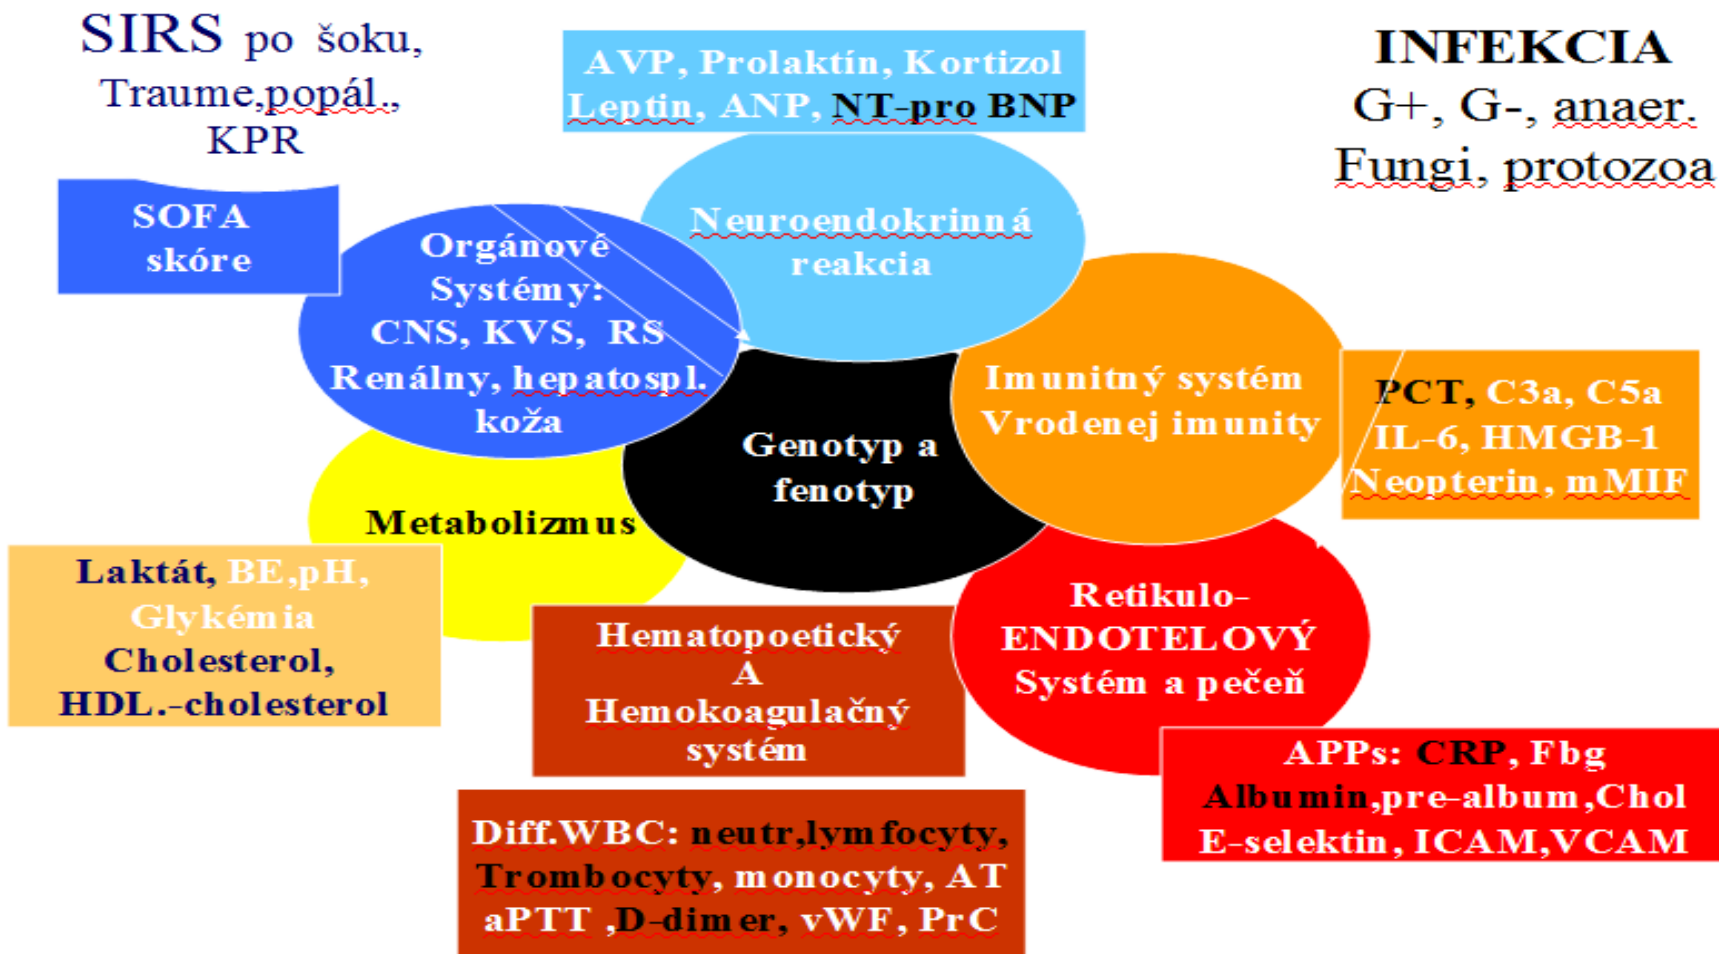 SIRS po šoku,
Traume,popál.,
KPR
AVP, Prolaktín, Kortizol
Leptin, ANP, NT-pro BNP
INFEKCIA
G+, G-, anaer.
Fungi, protozoa
SOFA
skóre
Orgánové
Systémy:
CNS, KVS, RS
Renálny, hepatospl.
koža
Neuroendokrinná
reakcia
Imunitný systém
Vrodenej imunity
PCT, C3a, C5a
IL-6, HMGB-1
Neopterin, mMIF
Genotyp a
fenotyp
Metabolizmus
Laktát, BE,pH,
Glykémia
Cholesterol,
HDL.-cholesterol
Hematopoetický
A
Hemokoagulačný
systém
Retikulo-
ENDOTELOVÝ
Systém a pečeň
APPs: CRP, Fbg
Albumin,pre-album,Chol
E-selektin, ICAM,VCAM
Diff.WBC: neutr,lymfocyty,
Trombocyty, monocyty, AT
aPTT ,D-dimer, vWF, PrC